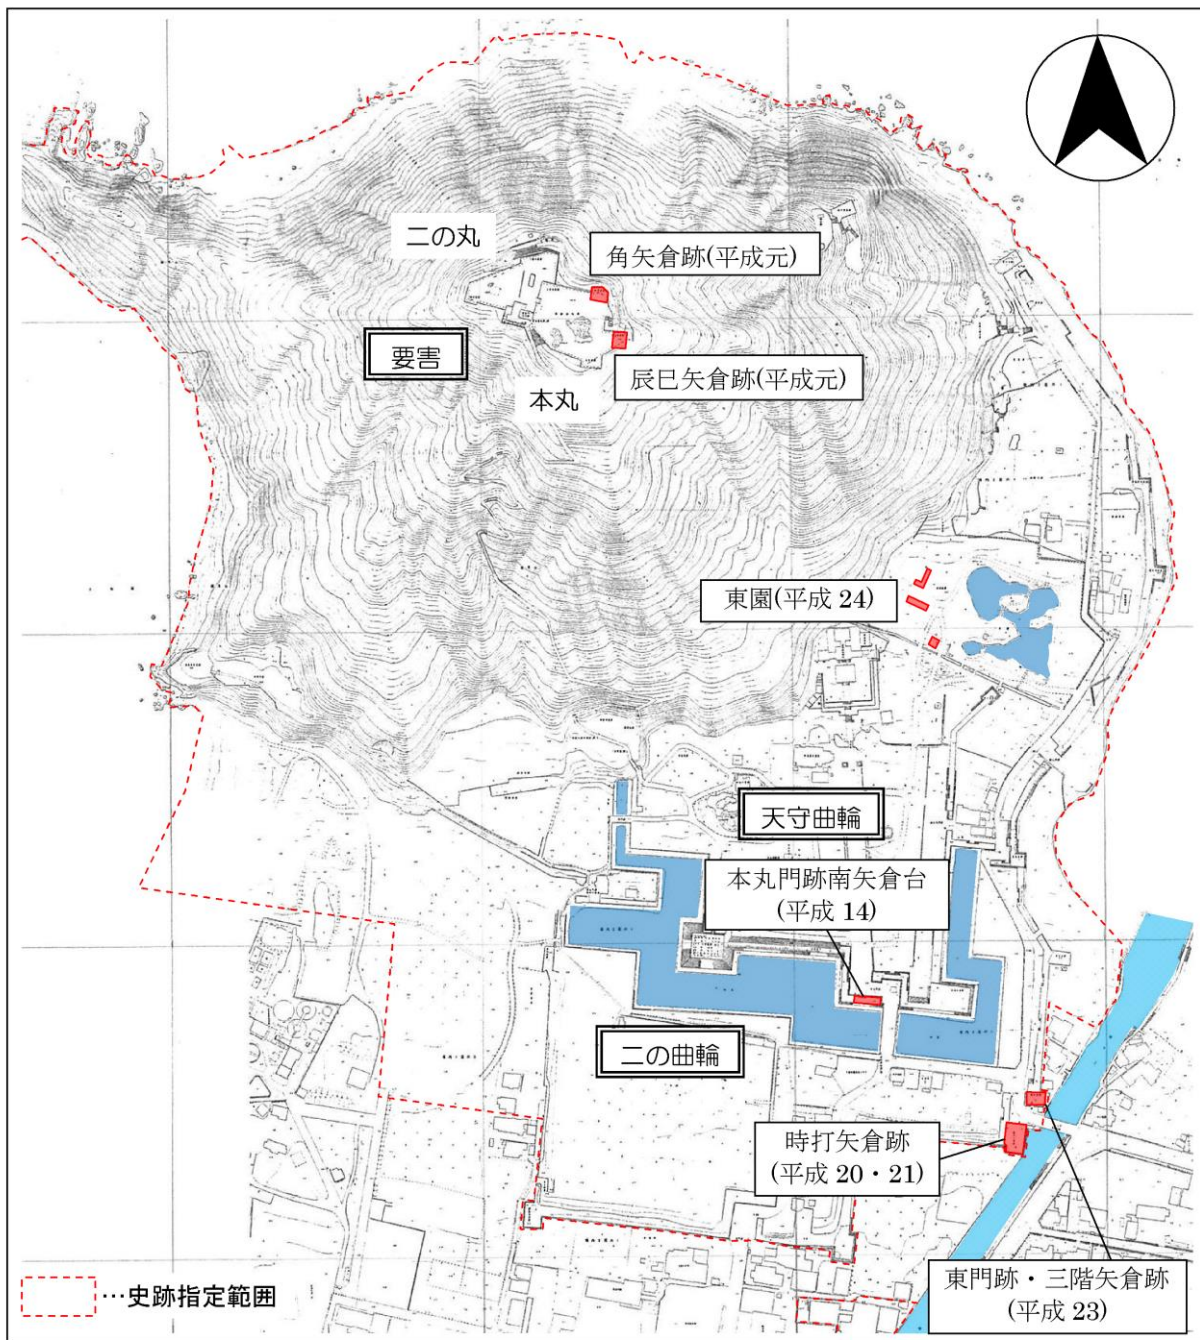 二の丸
角矢倉跡(平成元)
要害
辰巳矢倉跡(平成元)
本丸
東園(平成 24)
天守曲輪
本丸門跡南矢倉台
(平成 14)
二の曲輪
時打矢倉跡
(平成 20・21)
東門跡・三階矢倉跡
(平成 23)
…史跡指定範囲